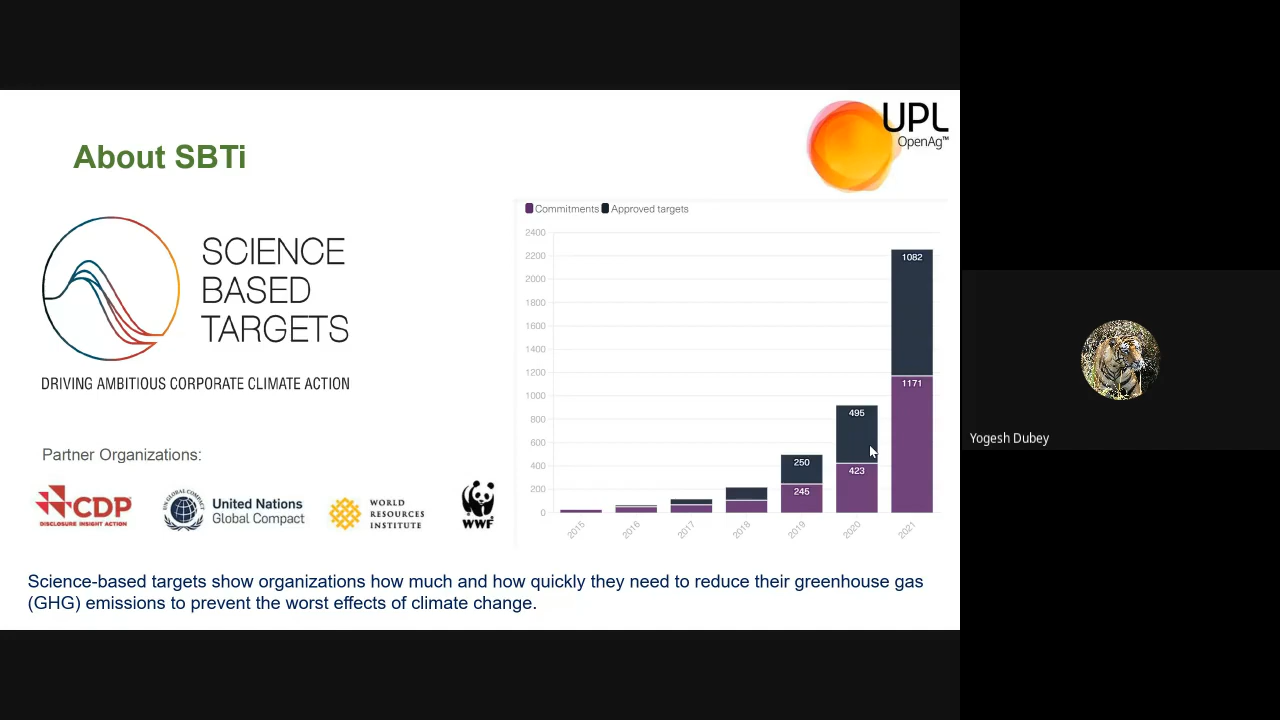 About SBTi
UPL
OpenAg™
SCIENCE
BASED
TARGETS
DRIVING AMBITIOUS CORPORATE CLIMATE ACTION
Partner Organizations:
CDP
DISCLOSURE INSIGHT ACTION
UN GLOBAL COMPACT
United Nations
Global Compact
WORLD
RESOURCES
INSTITUTE
WWF
Commitments Approved targets
2400
2200
2000
1800
1600
1400
1200
1000
800
600
400
200
0
250
245
495
423
1082
1171
2015 2016 2017 2018 2019 2020 2021
Science-based targets show organizations how much and how quickly they need to reduce their greenhouse gas
(GHG) emissions to prevent the worst effects of climate change.
Yogesh Dubey